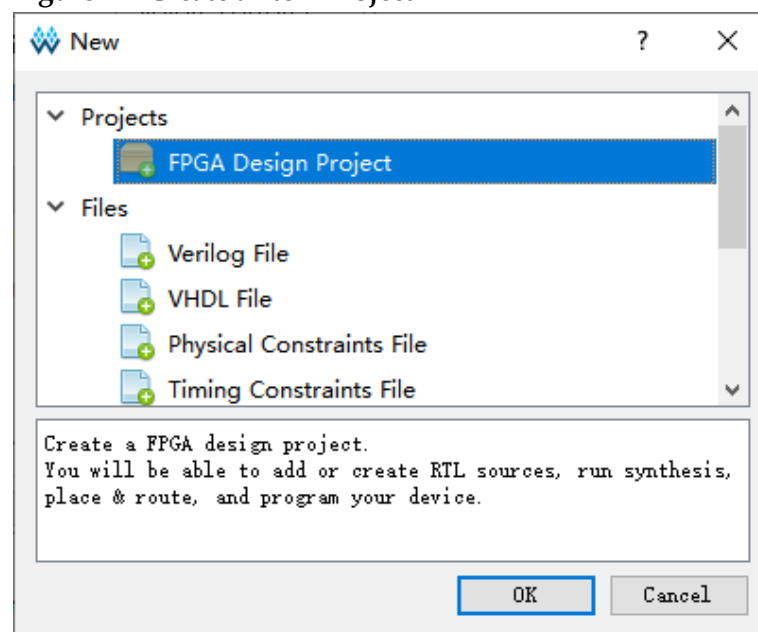 New
?
Projects
FPGA Design Project
Files
Verilog File
VHDL File
Physical Constraints File
Timing Constraints File
Create a FPGA design project.
You will be able to add or create RTL sources, run synthesis,
place & route, and program your device.
OK Cancel